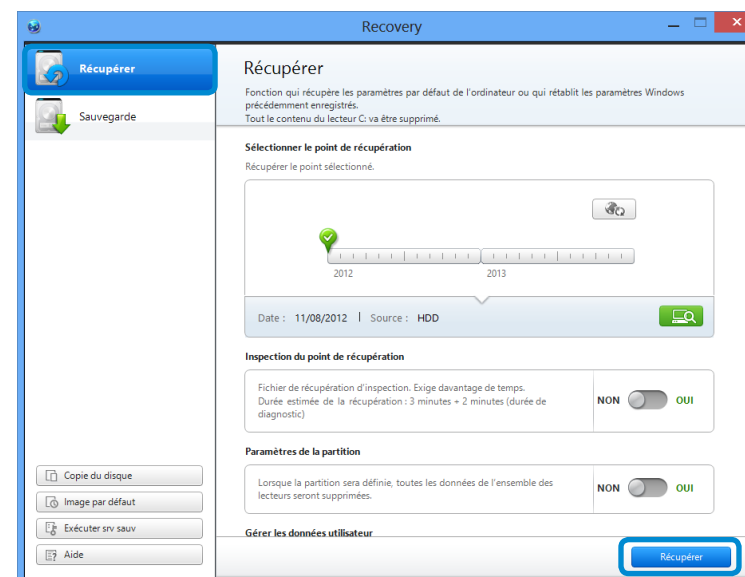 Recovery
Récupérer
Sauvegarde
Copie du disque
Image par défaut
Exécuter srv sauv
Aide
Récupérer
Fonction qui récupère les paramètres par défaut de l'ordinateur ou qui rétablit les paramètres Windows
précédemment enregistrés.
Tout le contenu du lecteur C: va être supprimé.
Sélectionner le point de récupération
Récupérer le point sélectionné.
2012 2013
Date : 11/08/2012 | Source : HDD
Inspection du point de récupération
Fichier de récupération d'inspection. Exige davantage de temps.
Durée estimée de la récupération : 3 minutes + 2 minutes (durée de
diagnostic)
NON OUI
Paramètres de la partition
Lorsque la partition sera définie, toutes les données de l'ensemble des
lecteurs seront supprimées.
NON OUI
Gérer les données utilisateur
Récupérer